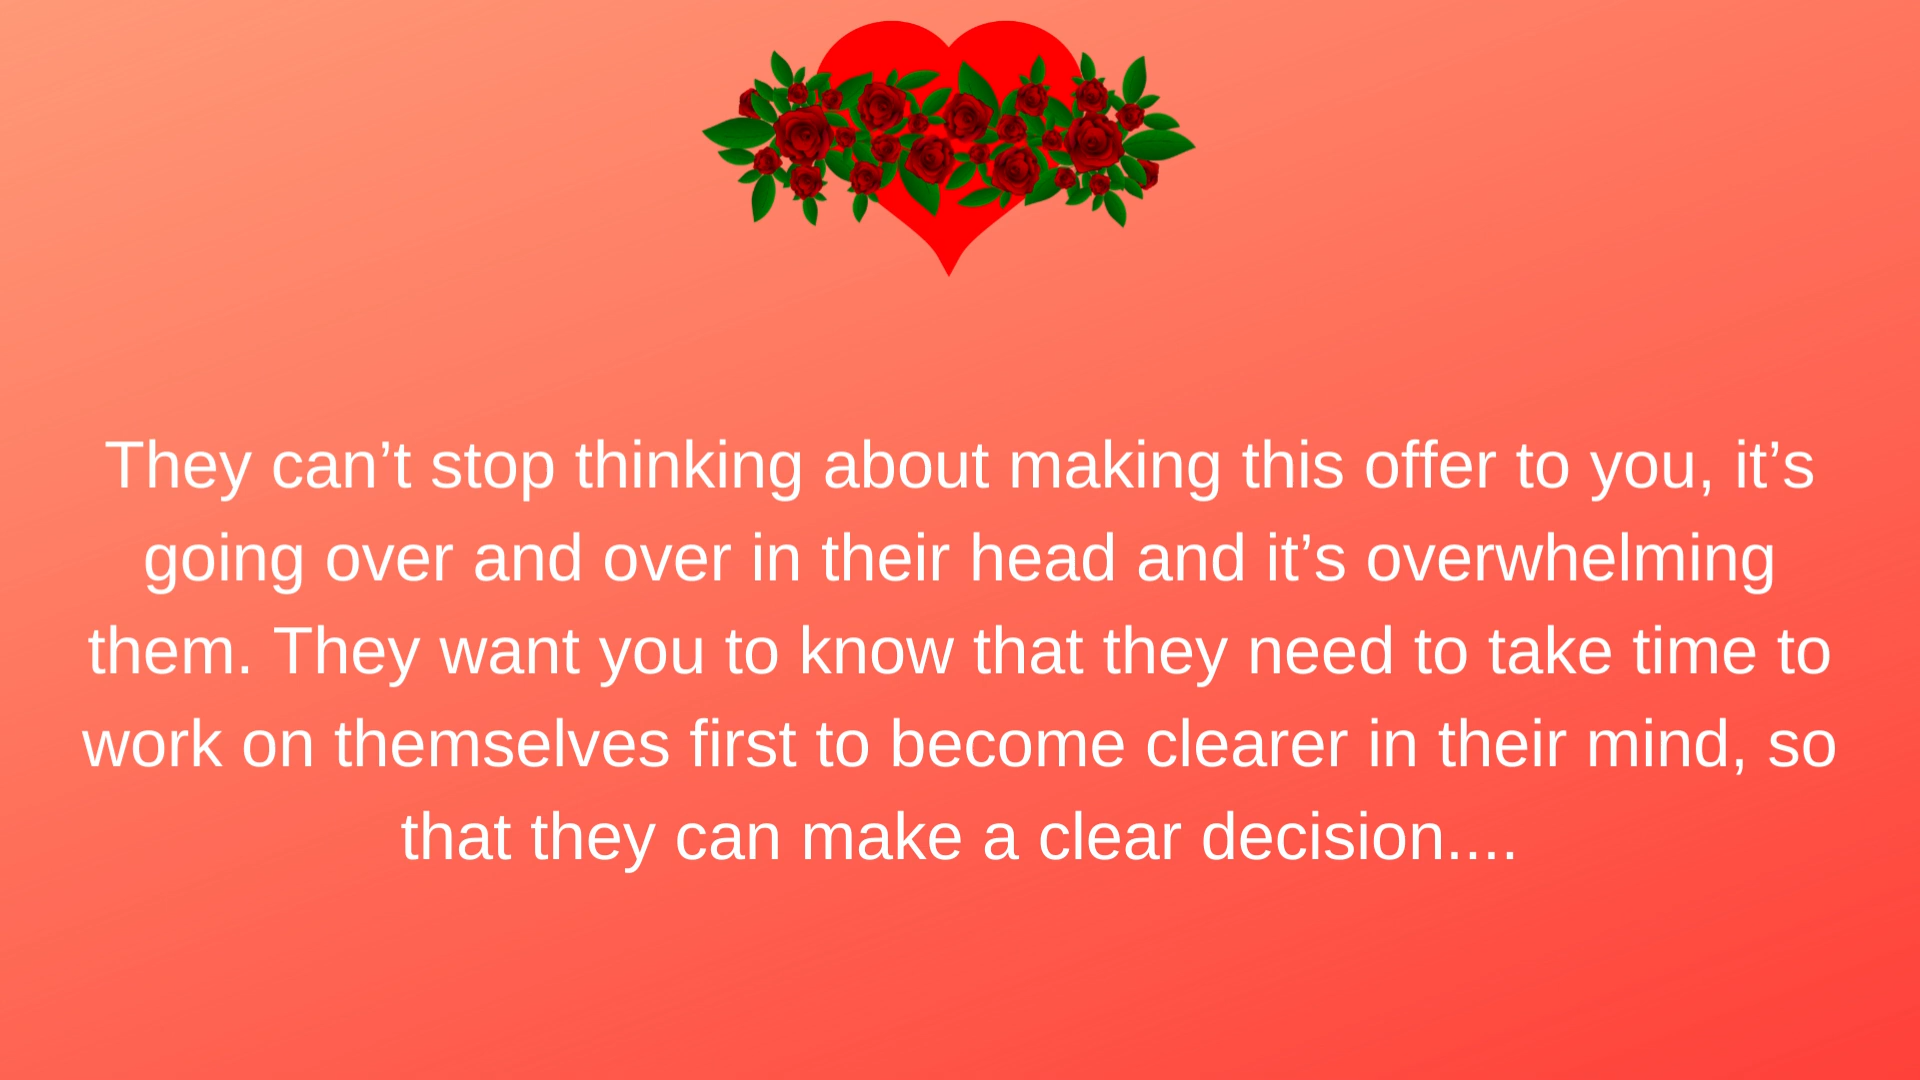 They can’t stop thinking about making this offer to you, it’s
going over and over in their head and it’s overwhelming
them. They want you to know that they need to take time to
work on themselves first to become clearer in their mind, so
that they can make a clear decision....